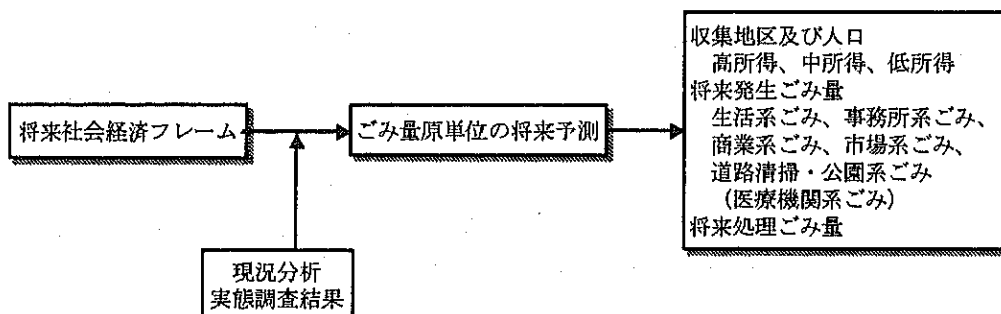 将来社会経済フレーム
現況分析
実態調査結果
ごみ量原単位の将来予測
収集地区及び人口
高所得、中所得、低所得
将来発生ごみ量
生活系ごみ、事務所系ごみ、
商業系ごみ、市場系ごみ、
道路清掃・公園系ごみ
(医療機関系ごみ)
将来処理ごみ量